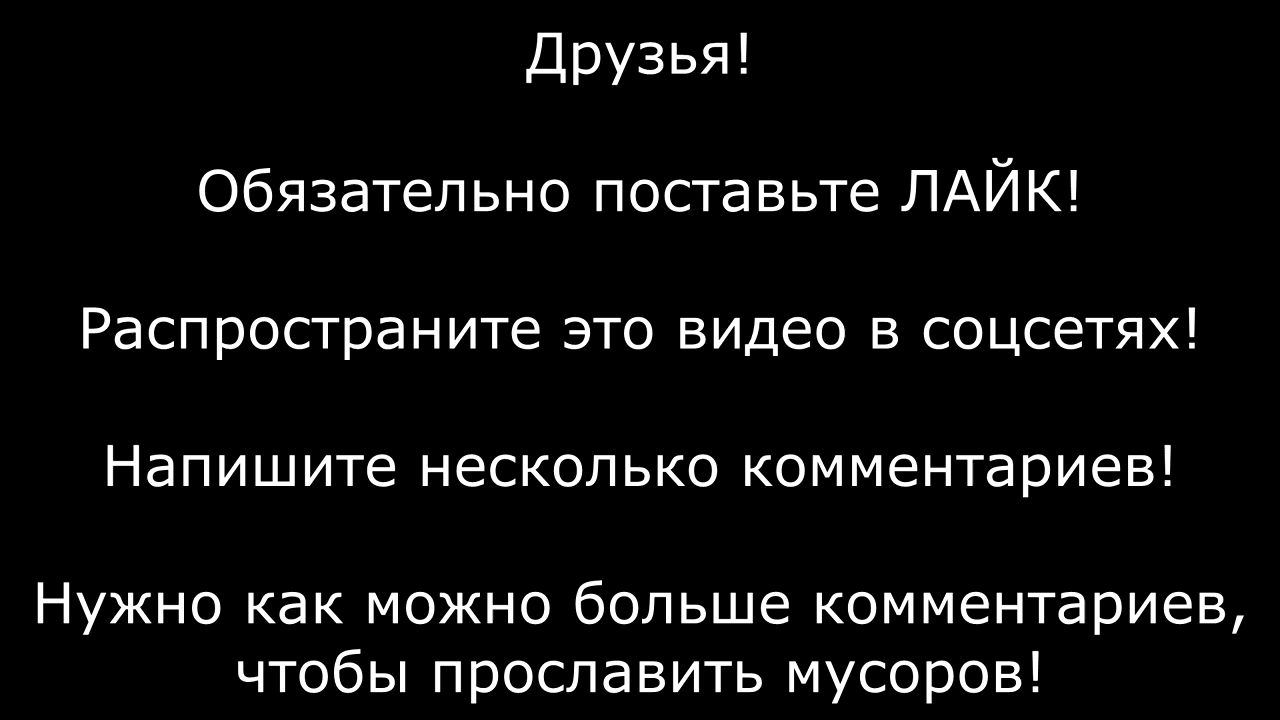 Друзья!
Обязательно поставьте ЛАЙК!
Распространите это видео в соцсетях!
Напишите несколько комментариев!
Нужно как можно больше комментариев,
чтобы прославить мусоров!